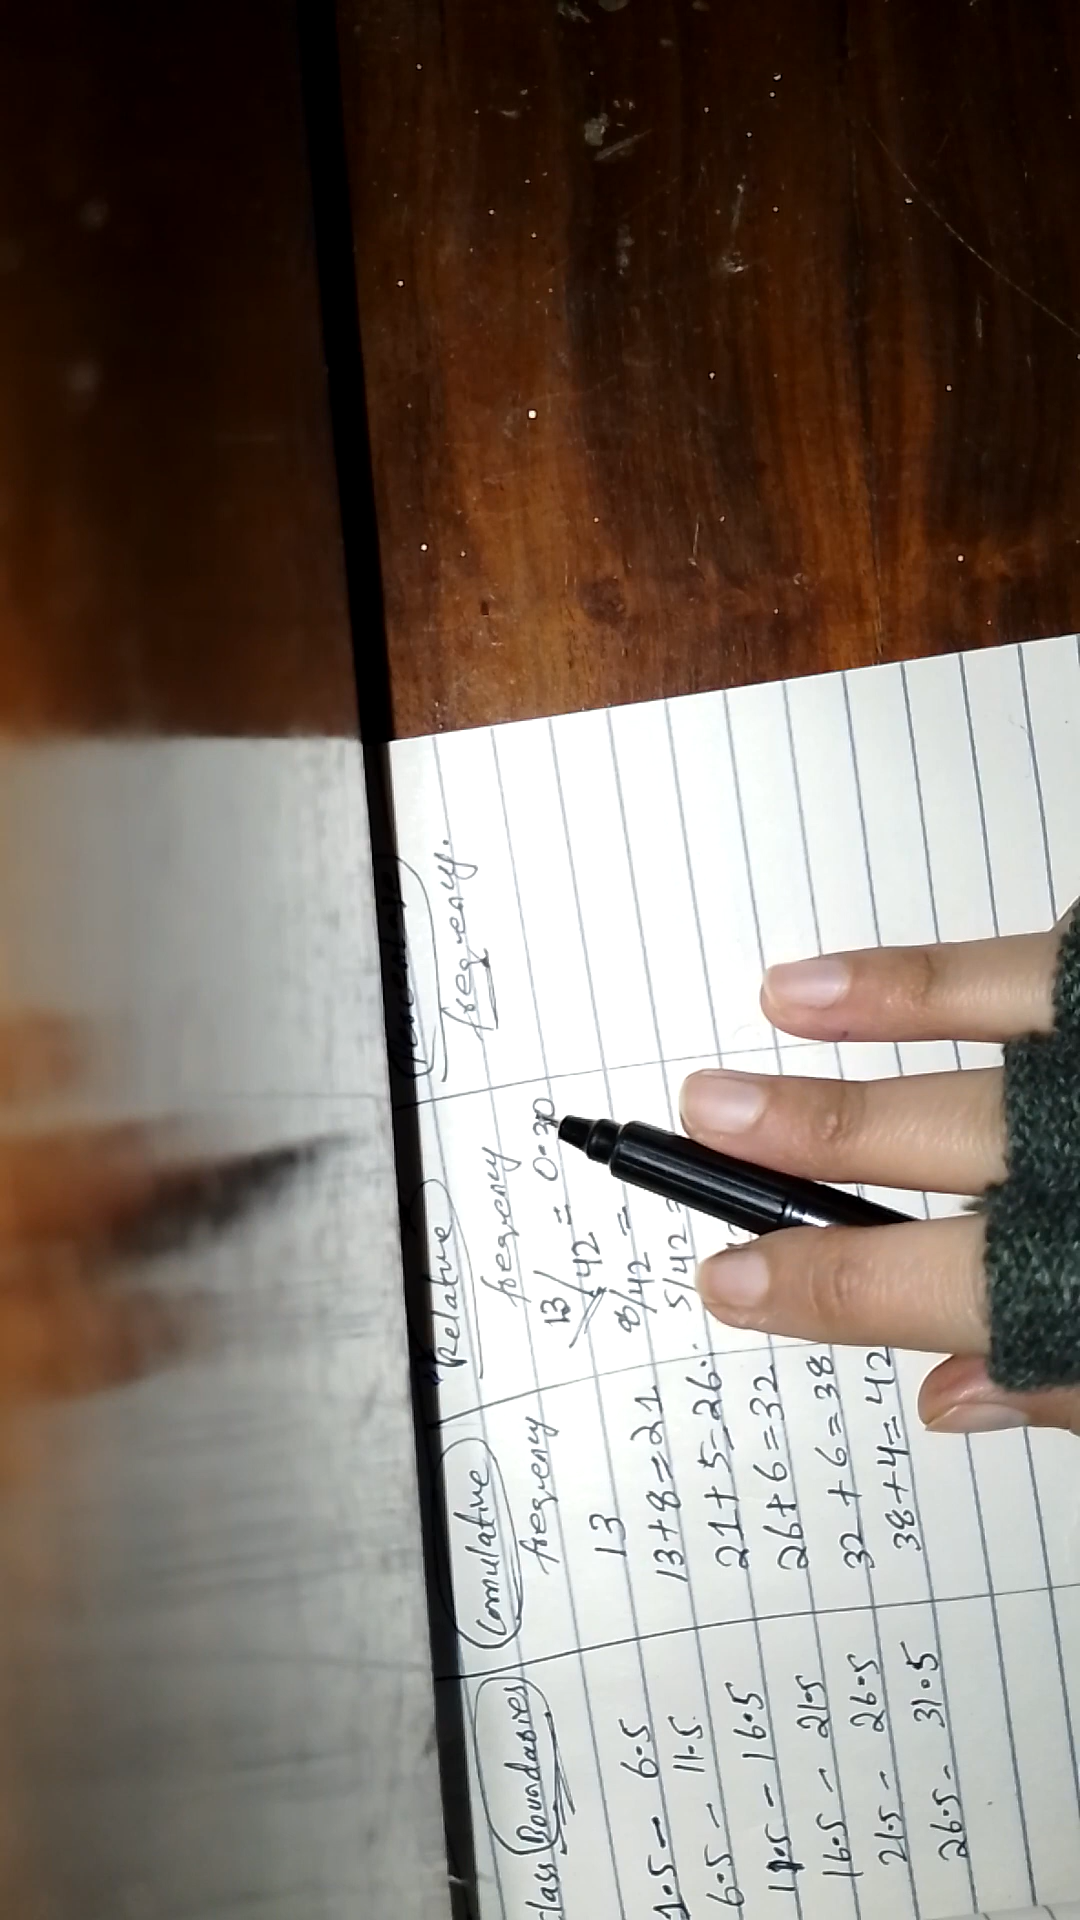 Class Boundaries
Comulative frequency
Relative frequency
frequency.
1.5 - 6.5
13
13/42 = 0.30
6.5 - 11.5
13+8=21
8/42 =
11.5 - 16.5
21+5=26
5/42 =
16.5 - 21.5
26+6=32
21.5 - 26.5
32+6=38
26.5 - 31.5
38+4=42